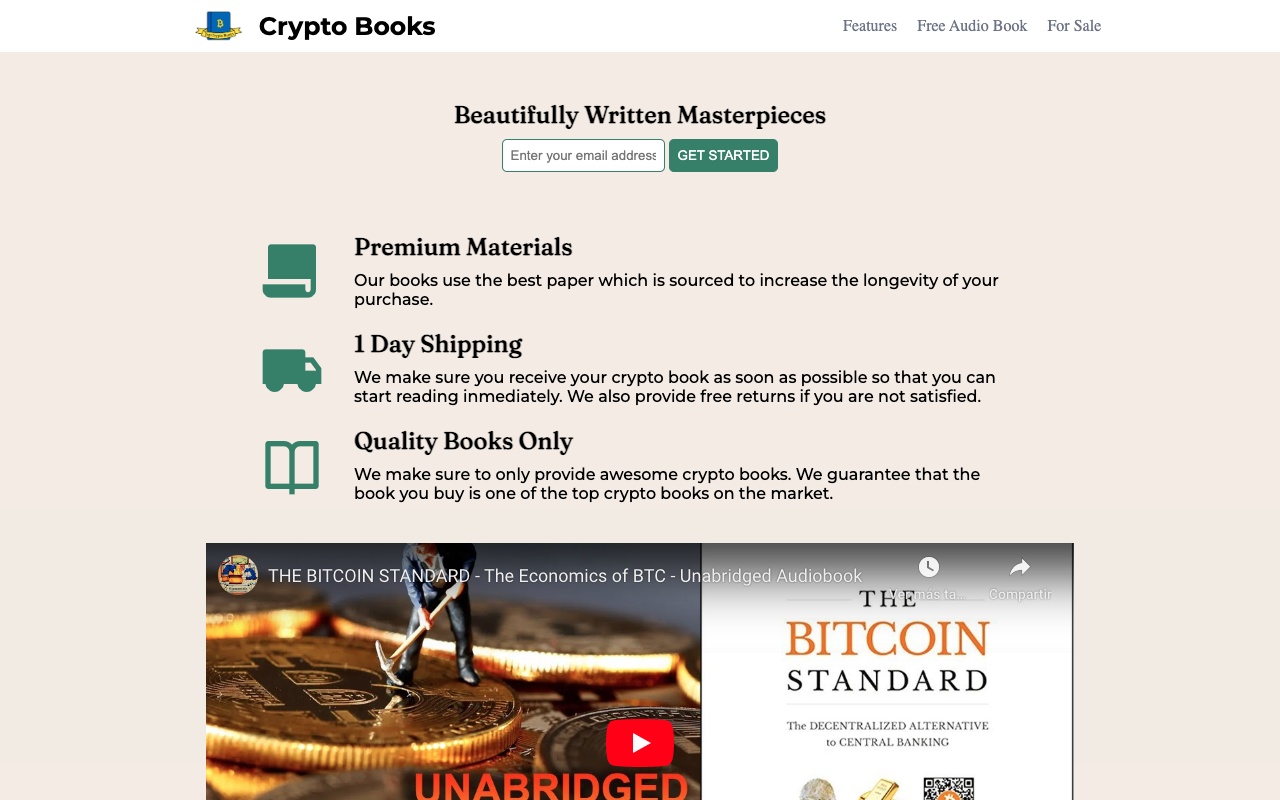 Crypto Books
Features
Free Audio Book
For Sale
Beautifully Written Masterpieces
Enter your email address
GET STARTED
Premium Materials
Our books use the best paper which is sourced to increase the longevity of your
purchase.
1 Day Shipping
We make sure you receive your crypto book as soon as possible so that you can
start reading inmediately. We also provide free returns if you are not satisfied.
Quality Books Only
We make sure to only provide awesome crypto books. We guarantee that the
book you buy is one of the top crypto books on the market.
THE BITCOIN STANDARD - The Economics of BTC - Unabridged Audiobook
Ver más ta...
Compartir
THE
BITCOIN
STANDARD
The DECENTRALIZED ALTERNATIVE
to CENTRAL BANKING
UNABRIDGED